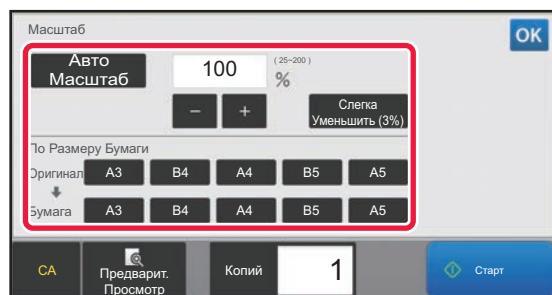 Масштаб
OK
Авто
Масштаб
100
(25~200)
%
−
+
Слегка
Уменьшить (3%)
По Размеру Бумаги
Оригинал
A3 B4 A4 B5 A5
Бумага
A3 B4 A4 B5 A5
CA
Предварит.
Просмотр
Копий
1
Старт